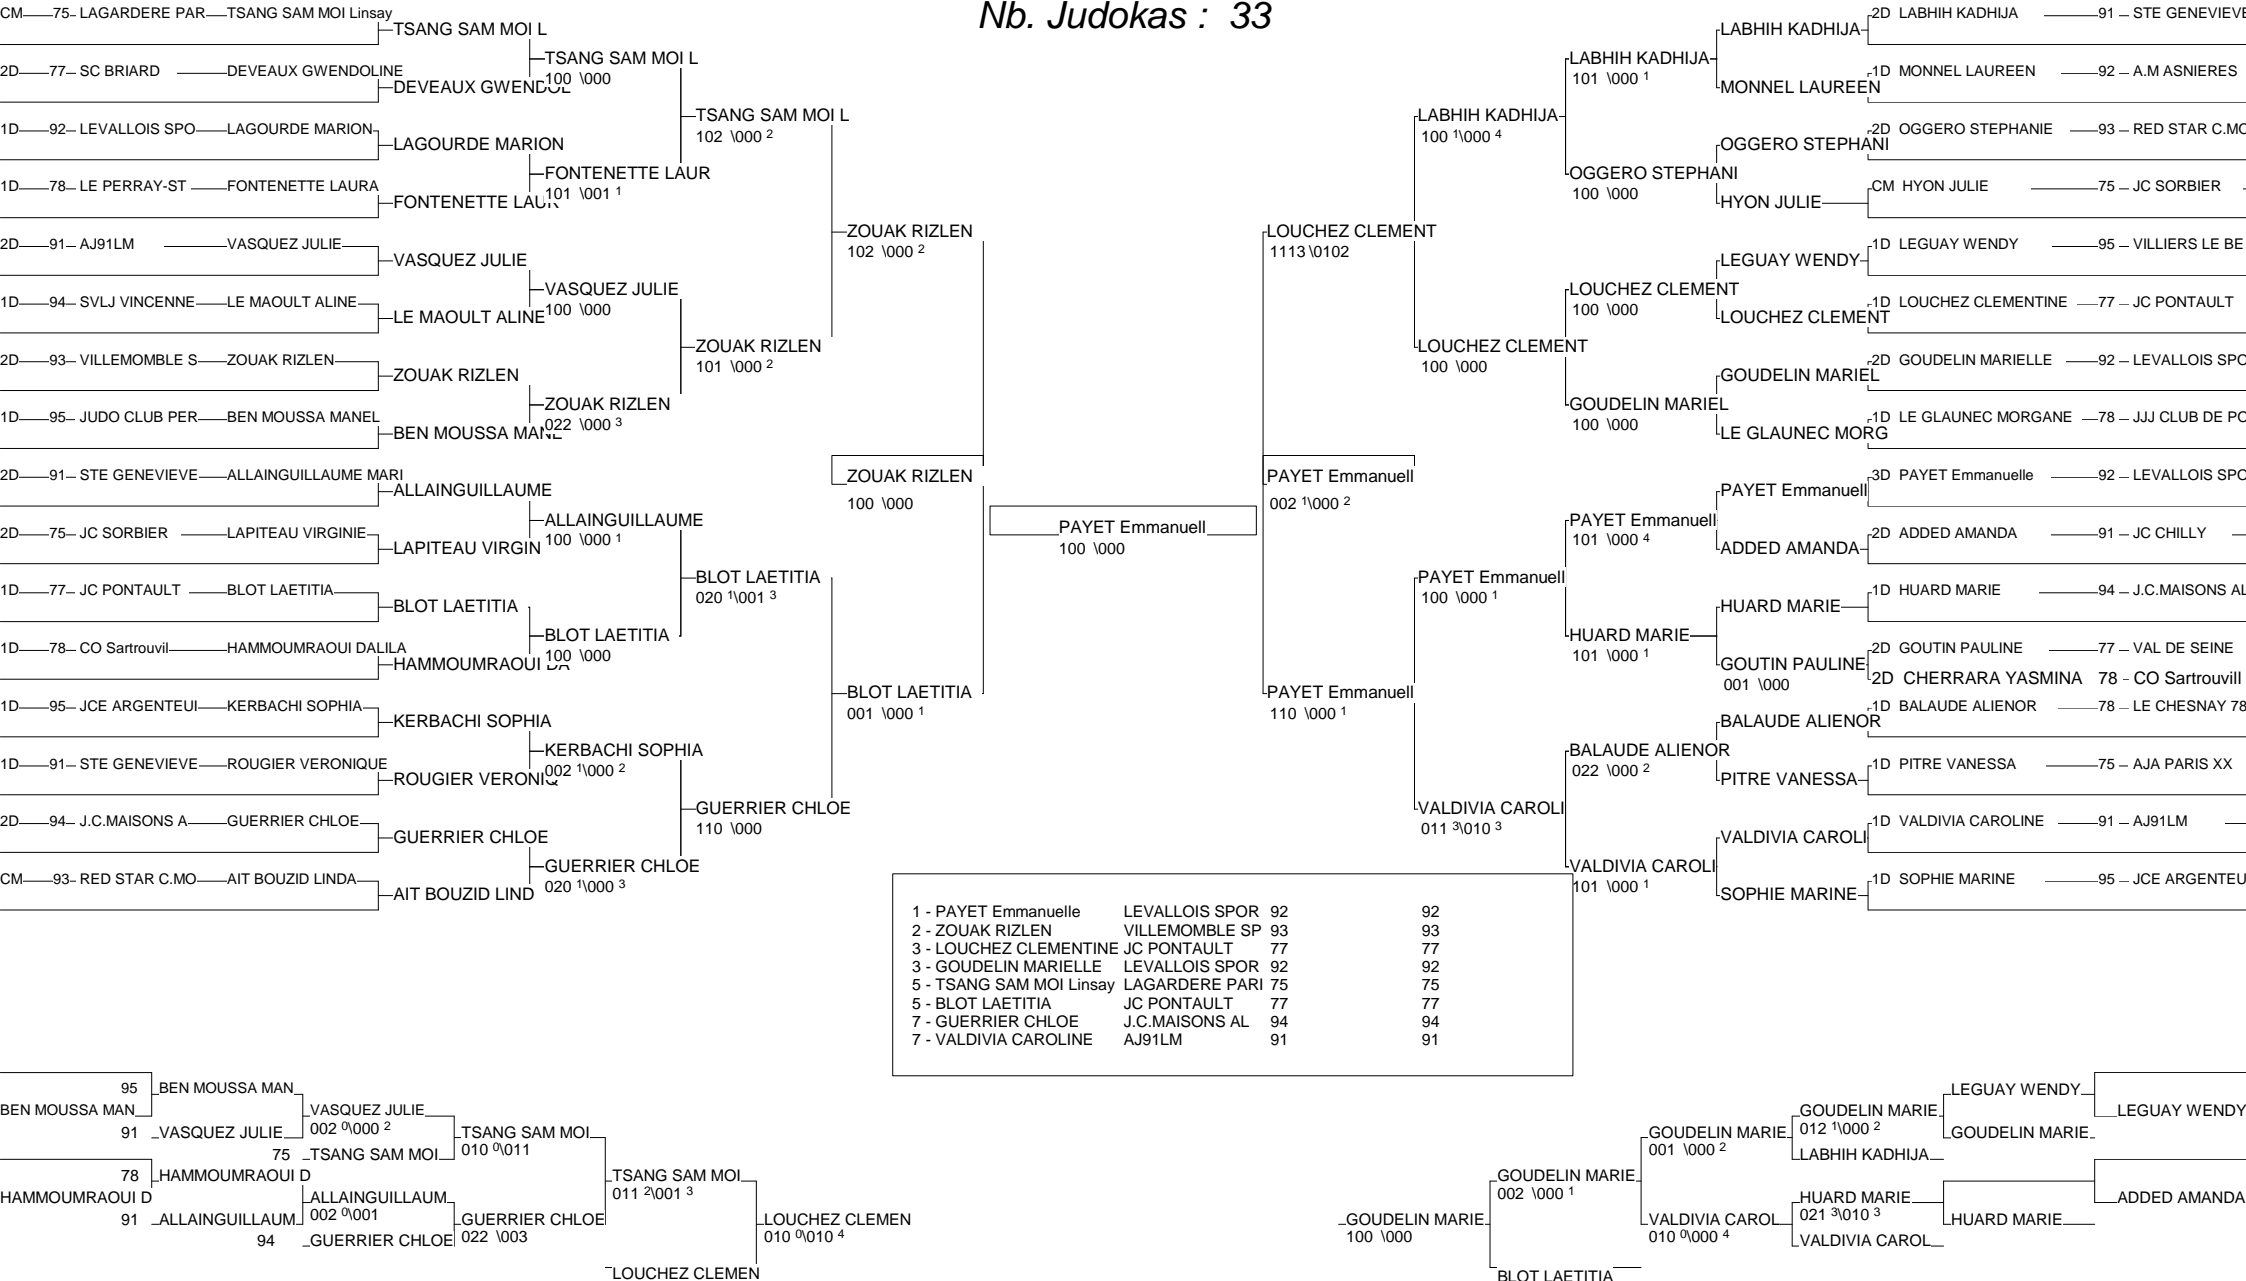 Nb. Judokas : 33
CM 75 LAGARDERE PAR TSANG SAM MOI Linsay
2D 77 SC BRIARD DEVEAUX GWENDOLINE
1D 92 LEVALLOIS SPO LAGOURDE MARION
1D 78 LE PERRAY-ST FONTENETTE LAURA
2D 91 AJ91LM VASQUEZ JULIE
1D 94 SVLJ VINCENNE LE MAOULT ALINE
2D 93 VILLEMOMBLE S ZOUAK RIZLEN
1D 95 JUDO CLUB PER BEN MOUSSA MANEL
2D 91 STE GENEVIEVE ALLAINGUILLAUME MARI
2D 75 JC SORBIER LAPITEAU VIRGINIE
1D 77 JC PONTAULT BLOT LAETITIA
1D 78 CO Sartrouvil HAMMOUMRAOUI DALILA
1D 95 JCE ARGENTEUI KERBACHI SOPHIA
1D 91 STE GENEVIEVE ROUGIER VERONIQUE
2D 94 J.C.MAISONS A GUERRIER CHLOE
CM 93 RED STAR C.MO AIT BOUZID LINDA
TSANG SAM MOI L
DEVEAUX GWENDOL
LAGOURDE MARION
FONTENETTE LAUR
VASQUEZ JULIE
LE MAOULT ALINE
ZOUAK RIZLEN
BEN MOUSSA MANE
ALLAINGUILLAUME
LAPITEAU VIRGIN
BLOT LAETITIA
HAMMOUMRAOUI DA
KERBACHI SOPHIA
ROUGIER VERONIQ
GUERRIER CHLOE
AIT BOUZID LIND
TSANG SAM MOI L
100 \000
FONTENETTE LAUR
101 \001 1
VASQUEZ JULIE
100 \000
ZOUAK RIZLEN
022 \000 3
ALLAINGUILLAUME
100 \000 1
BLOT LAETITIA
100 \000
KERBACHI SOPHIA
002 1\000 2
GUERRIER CHLOE
020 1\000 3
TSANG SAM MOI L
102 \000 2
ZOUAK RIZLEN
101 \000 2
BLOT LAETITIA
020 1\001 3
GUERRIER CHLOE
110 \000
ZOUAK RIZLEN
102 \000 2
BLOT LAETITIA
001 \000 1
ZOUAK RIZLEN
100 \000
PAYET Emmanuell
100 \000
PAYET Emmanuell
002 1\000 2
LOUCHEZ CLEMENT
1113 \0102
PAYET Emmanuell
110 \000 1
LABHIH KADHIJA
100 1\000 4
LOUCHEZ CLEMENT
100 \000
PAYET Emmanuell
100 \000 1
VALDIVIA CAROLI
011 3\010 3
LABHIH KADHIJA
101 \000 1
OGGERO STEPHANI
100 \000
LOUCHEZ CLEMENT
100 \000
GOUDELIN MARIEL
100 \000
PAYET Emmanuell
101 \000 4
HUARD MARIE
101 \000 1
BALAUDE ALIENOR
022 \000 2
VALDIVIA CAROLI
101 \000 1
LABHIH KADHIJA
MONNEL LAUREEN
OGGERO STEPHANI
HYON JULIE
LEGUAY WENDY
LOUCHEZ CLEMENT
GOUDELIN MARIEL
LE GLAUNEC MORG
PAYET Emmanuell
ADDED AMANDA
HUARD MARIE
GOUTIN PAULINE
001 \000
BALAUDE ALIENOR
PITRE VANESSA
VALDIVIA CAROLI
SOPHIE MARINE
2D LABHIH KADHIJA 91 – STE GENEVIEVE
1D MONNEL LAUREEN 92 – A.M ASNIERES
2D OGGERO STEPHANIE 93 – RED STAR C.MO
CM HYON JULIE 75 – JC SORBIER
1D LEGUAY WENDY 95 – VILLIERS LE BE
1D LOUCHEZ CLEMENTINE 77 – JC PONTAULT
2D GOUDELIN MARIELLE 92 – LEVALLOIS SPO
1D LE GLAUNEC MORGANE 78 – JJJ CLUB DE PO
3D PAYET Emmanuelle 92 – LEVALLOIS SPO
2D ADDED AMANDA 91 – JC CHILLY
1D HUARD MARIE 94 – J.C.MAISONS AL
2D GOUTIN PAULINE 77 – VAL DE SEINE
2D CHERRARA YASMINA 78 - CO Sartrouvill
1D BALAUDE ALIENOR 78 – LE CHESNAY 78
1D PITRE VANESSA 75 – AJA PARIS XX
1D VALDIVIA CAROLINE 91 – AJ91LM
1D SOPHIE MARINE 95 – JCE ARGENTEU
1 - PAYET Emmanuelle LEVALLOIS SPOR 92 92
2 - ZOUAK RIZLEN VILLEMOMBLE SP 93 93
3 - LOUCHEZ CLEMENTINE JC PONTAULT 77 77
3 - GOUDELIN MARIELLE LEVALLOIS SPOR 92 92
5 - TSANG SAM MOI Linsay LAGARDERE PARI 75 75
5 - BLOT LAETITIA JC PONTAULT 77 77
7 - GUERRIER CHLOE J.C.MAISONS AL 94 94
7 - VALDIVIA CAROLINE AJ91LM 91 91
BEN MOUSSA MAN
HAMMOUMRAOUI D
95 BEN MOUSSA MAN
91 VASQUEZ JULIE
75 TSANG SAM MOI
78 HAMMOUMRAOUI D
91 ALLAINGUILLAUM
94 GUERRIER CHLOE
VASQUEZ JULIE
002 0\000 2
ALLAINGUILLAUM
002 0\001
TSANG SAM MOI
010 0\011
GUERRIER CHLOE
022 \003
TSANG SAM MOI
011 2\001 3
LOUCHEZ CLEMEN
LOUCHEZ CLEMEN
010 0\010 4
GOUDELIN MARIE
100 \000
GOUDELIN MARIE
002 \000 1
BLOT LAETITIA
GOUDELIN MARIE
001 \000 2
VALDIVIA CAROL
010 0\000 4
GOUDELIN MARIE
012 1\000 2
LABHIH KADHIJA
HUARD MARIE
021 3\010 3
VALDIVIA CAROL
LEGUAY WENDY
GOUDELIN MARIE
HUARD MARIE
LEGUAY WENDY
ADDED AMANDA